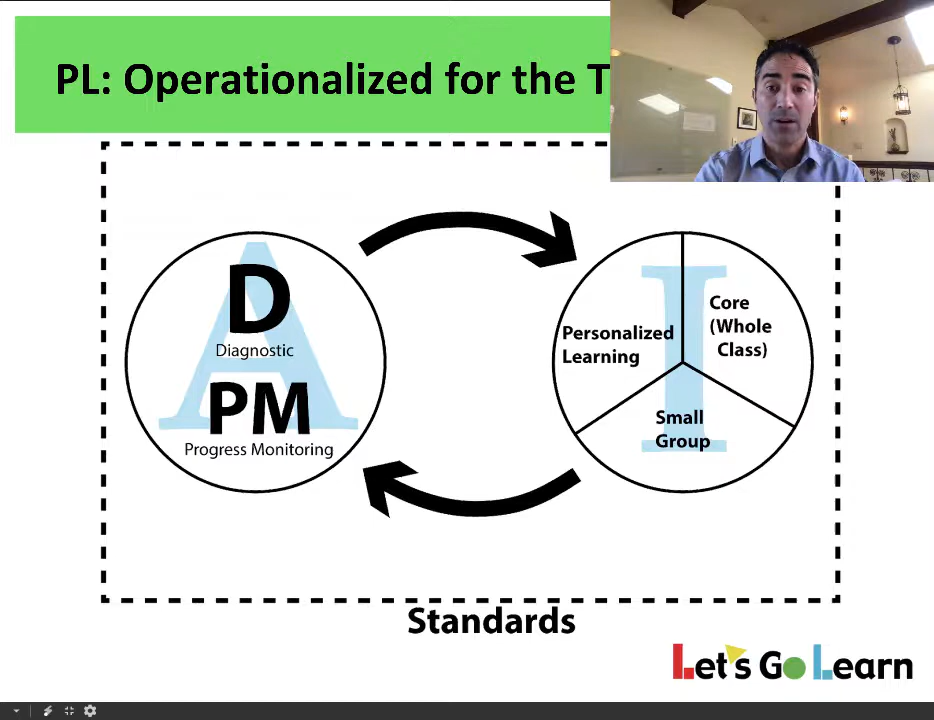 PL: Operationalized for the T
A
D
Diagnostic
PM
Progress Monitoring
I
Personalized
Learning
Core
(Whole
Class)
Small
Group
Standards
Let's Go Learn